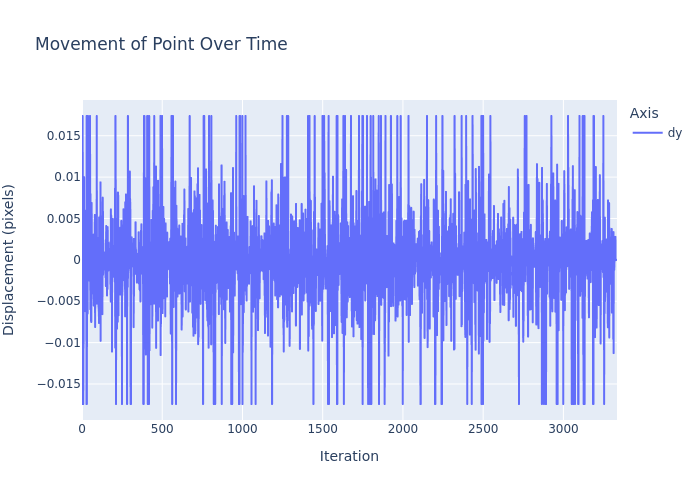 Movement of Point Over Time
Axis
dy
0.015
0.01
0.005
0
−0.005
−0.01
−0.015
Displacement (pixels)
0 500 1000 1500 2000 2500 3000
Iteration